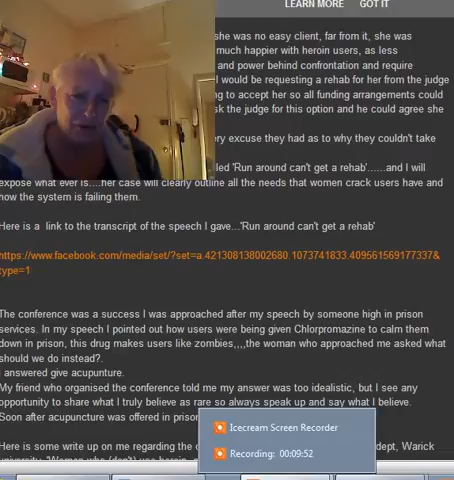 LEARN MORE GOT IT
she was no easy client, far from it, she was
much happier with heroin users, as less
and power behind confrontation and require
I would be requesting a rehab for her from the judge
ng to accept her so all funding arrangements could
sk the judge for this option and he could agree she
ery excuse they had as to why they couldn't take
lled 'Run around can't get a rehab'......and I will
expose what ever is....her case will clearly outline all the needs that women crack users have and
how the system is failing them.
Here is a link to the transcript of the speech I gave...'Run around can't get a rehab'
https://www.facebook.com/media/set/?set=a.421308138002680.1073741833.409561569177337&
type=1
The conference was a success I was approached after my speech by someone high in prison
services. In my speech I pointed out how users were being given Chlorpromazine to calm them
down in prison, this drug makes users like zombies,,,,the woman who approached me asked what
should we do instead?.
I answered give acupunture.
My friend who organised the conference told me my answer was too idealistic, but I see any
opportunity to share what I truly believe as rare so always speak up and say what I believe.
Soon after acupuncture was offered in prison
Icecream Screen Recorder
Recording: 00:09:52
Here is some write up on me regarding the c
dept, Warick